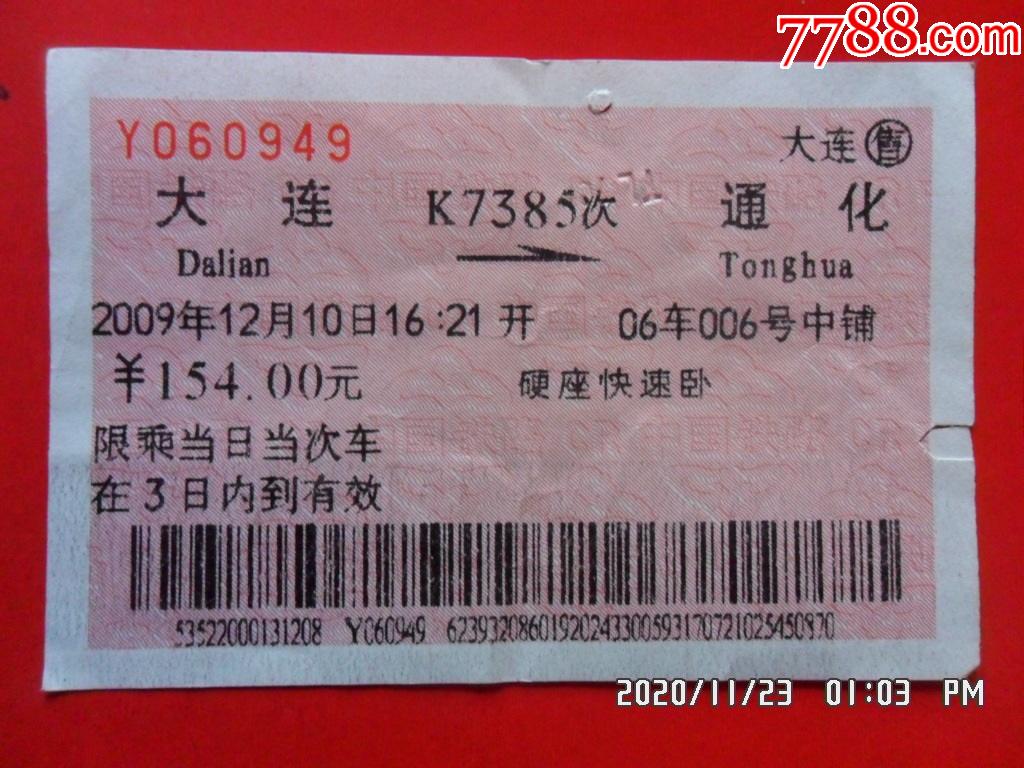 7788.com
Y060949
大连售
大连 K7385次 通化
Dalian Tonghua
2009年12月10日16:21开 06车006号中铺
¥154.00元 硬座快速卧
限乘当日当次车
在3日内到有效
53522000131208 Y060949 62393208601920243300593170721025450870
2020/11/23 01:03 PM